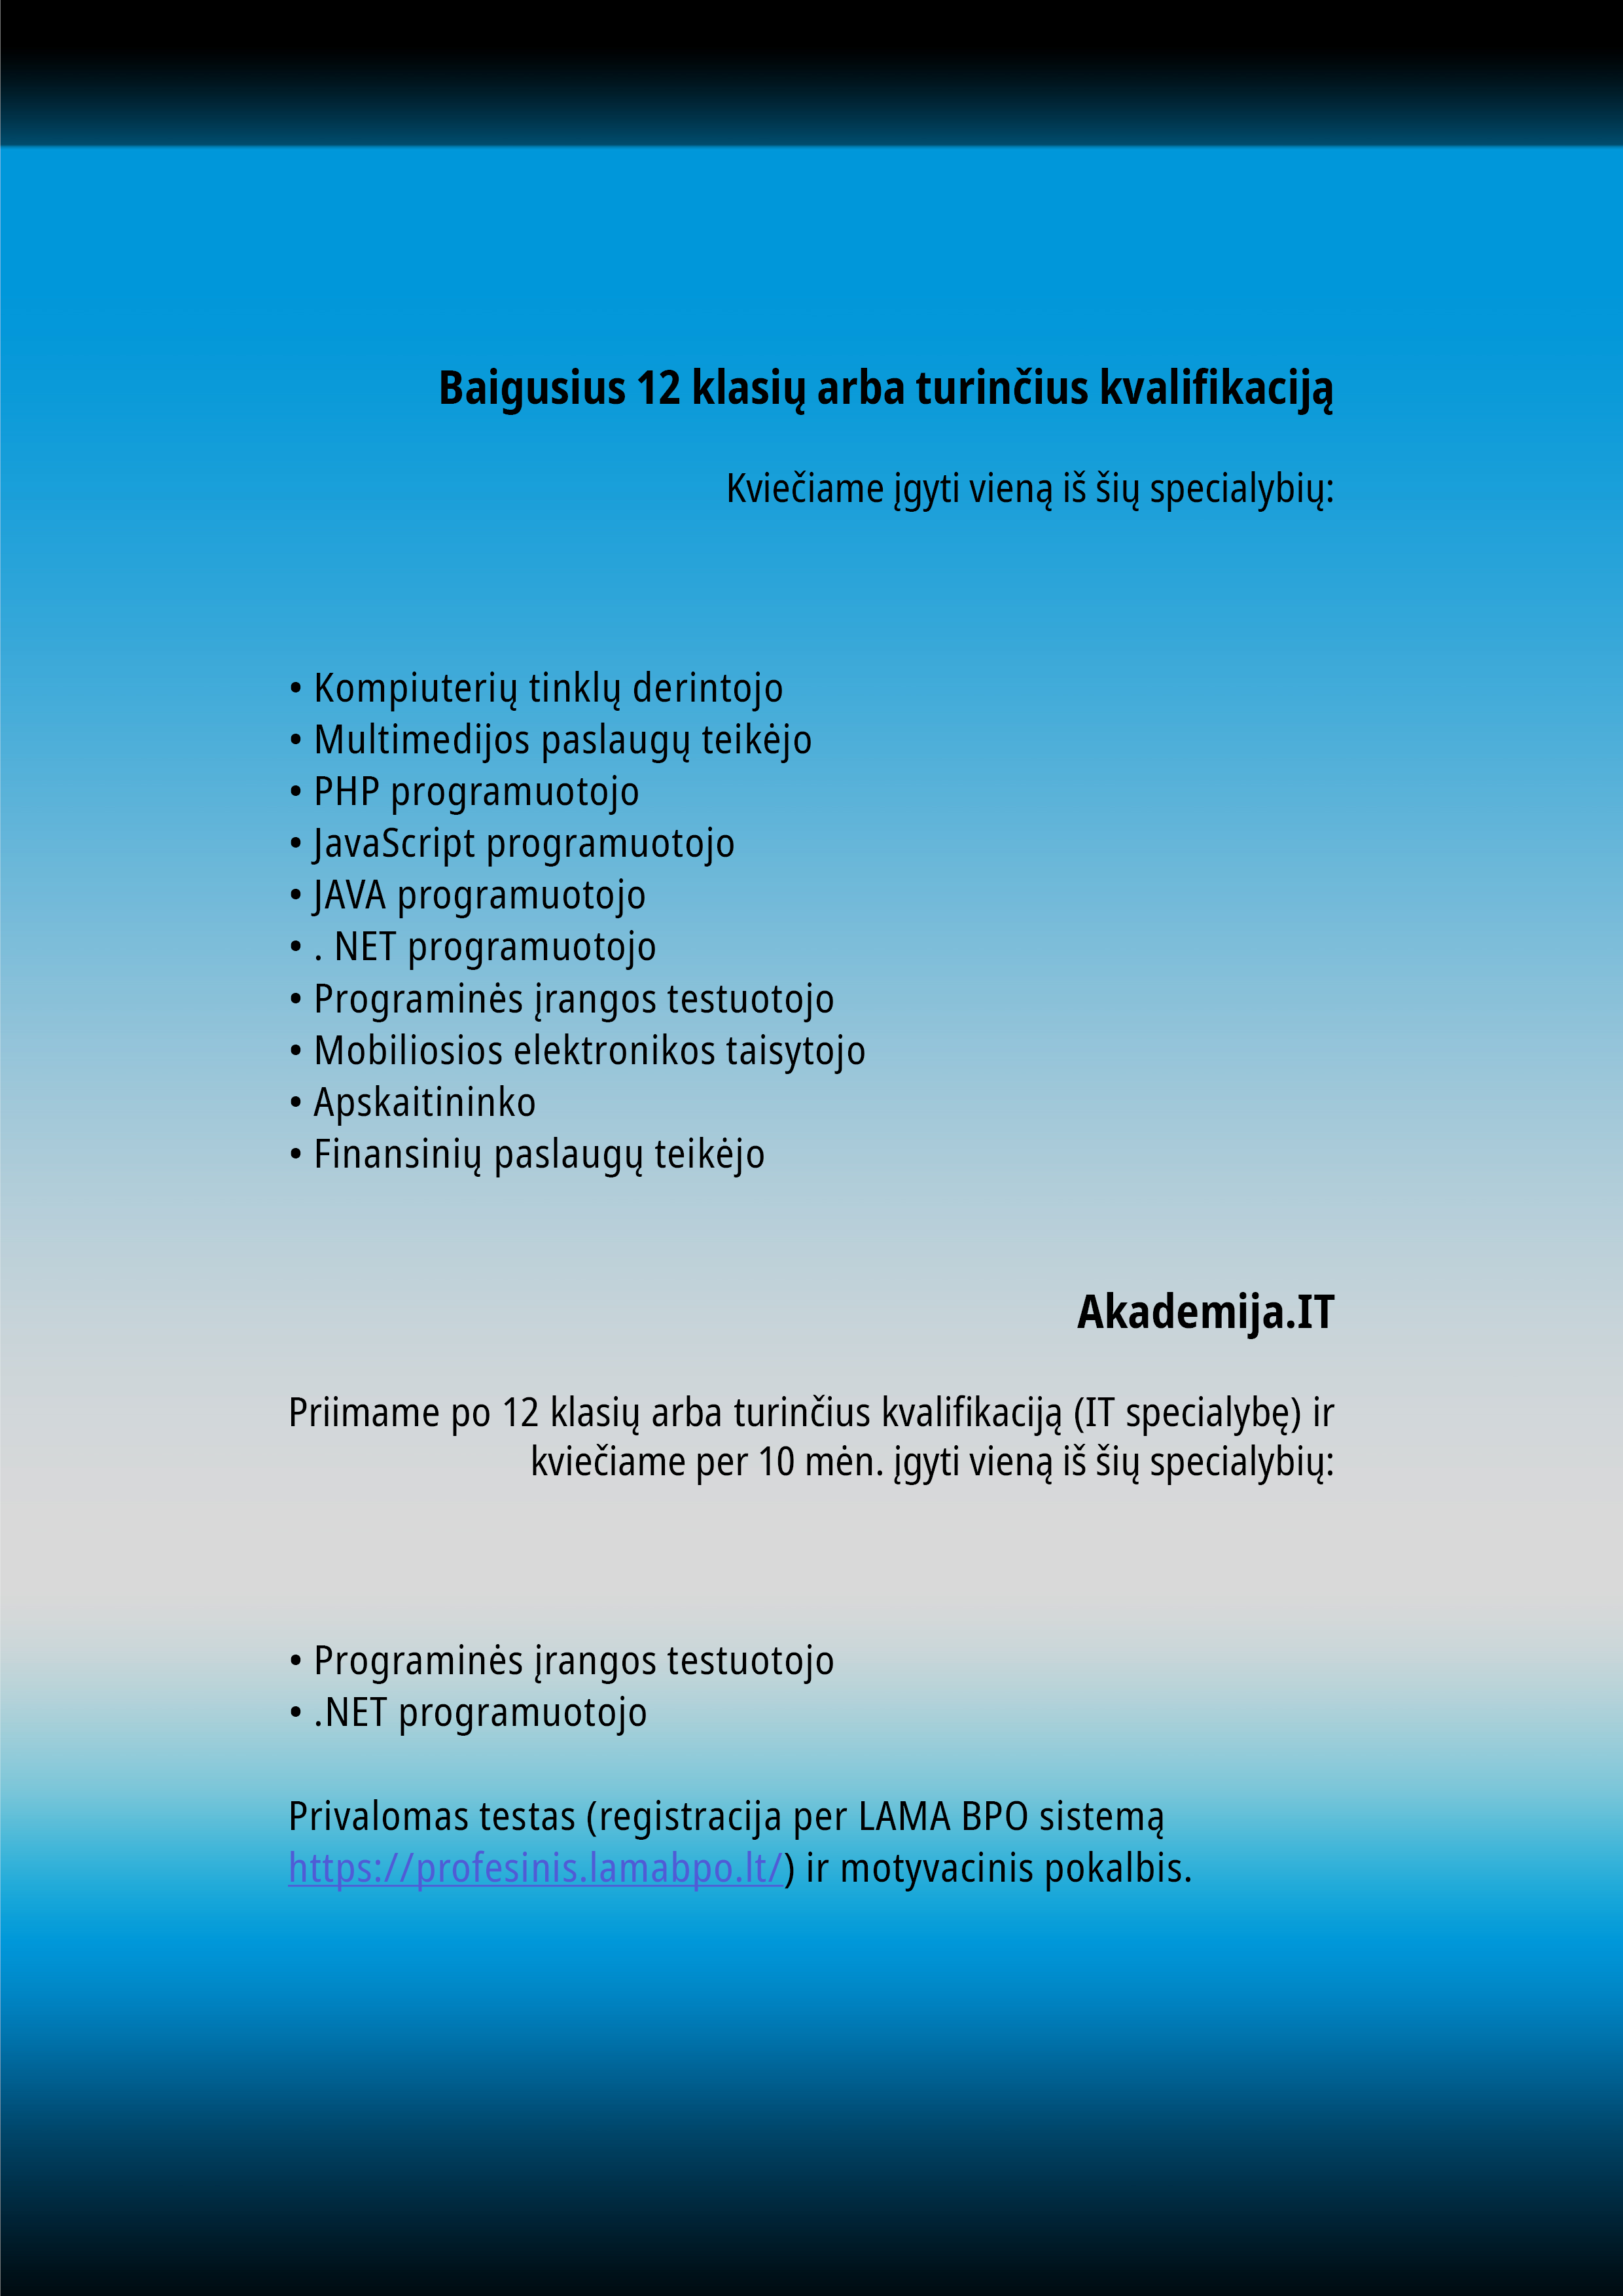 Baigusius 12 klasių arba turinčius kvalifikaciją
Kviečiame įgyti vieną iš šių specialybių:
• Kompiuterių tinklų derintojo
• Multimedijos paslaugų teikėjo
• PHP programuotojo
• JavaScript programuotojo
• JAVA programuotojo
• . NET programuotojo
• Programinės įrangos testuotojo
• Mobiliosios elektronikos taisytojo
• Apskaitininko
• Finansinių paslaugų teikėjo
Akademija.IT
Priimame po 12 klasių arba turinčius kvalifikaciją (IT specialybę) ir
kviečiame per 10 mėn. įgyti vieną iš šių specialybių:
• Programinės įrangos testuotojo
• .NET programuotojo
Privalomas testas (registracija per LAMA BPO sistemą
https://profesinis.lamabpo.lt/) ir motyvacinis pokalbis.